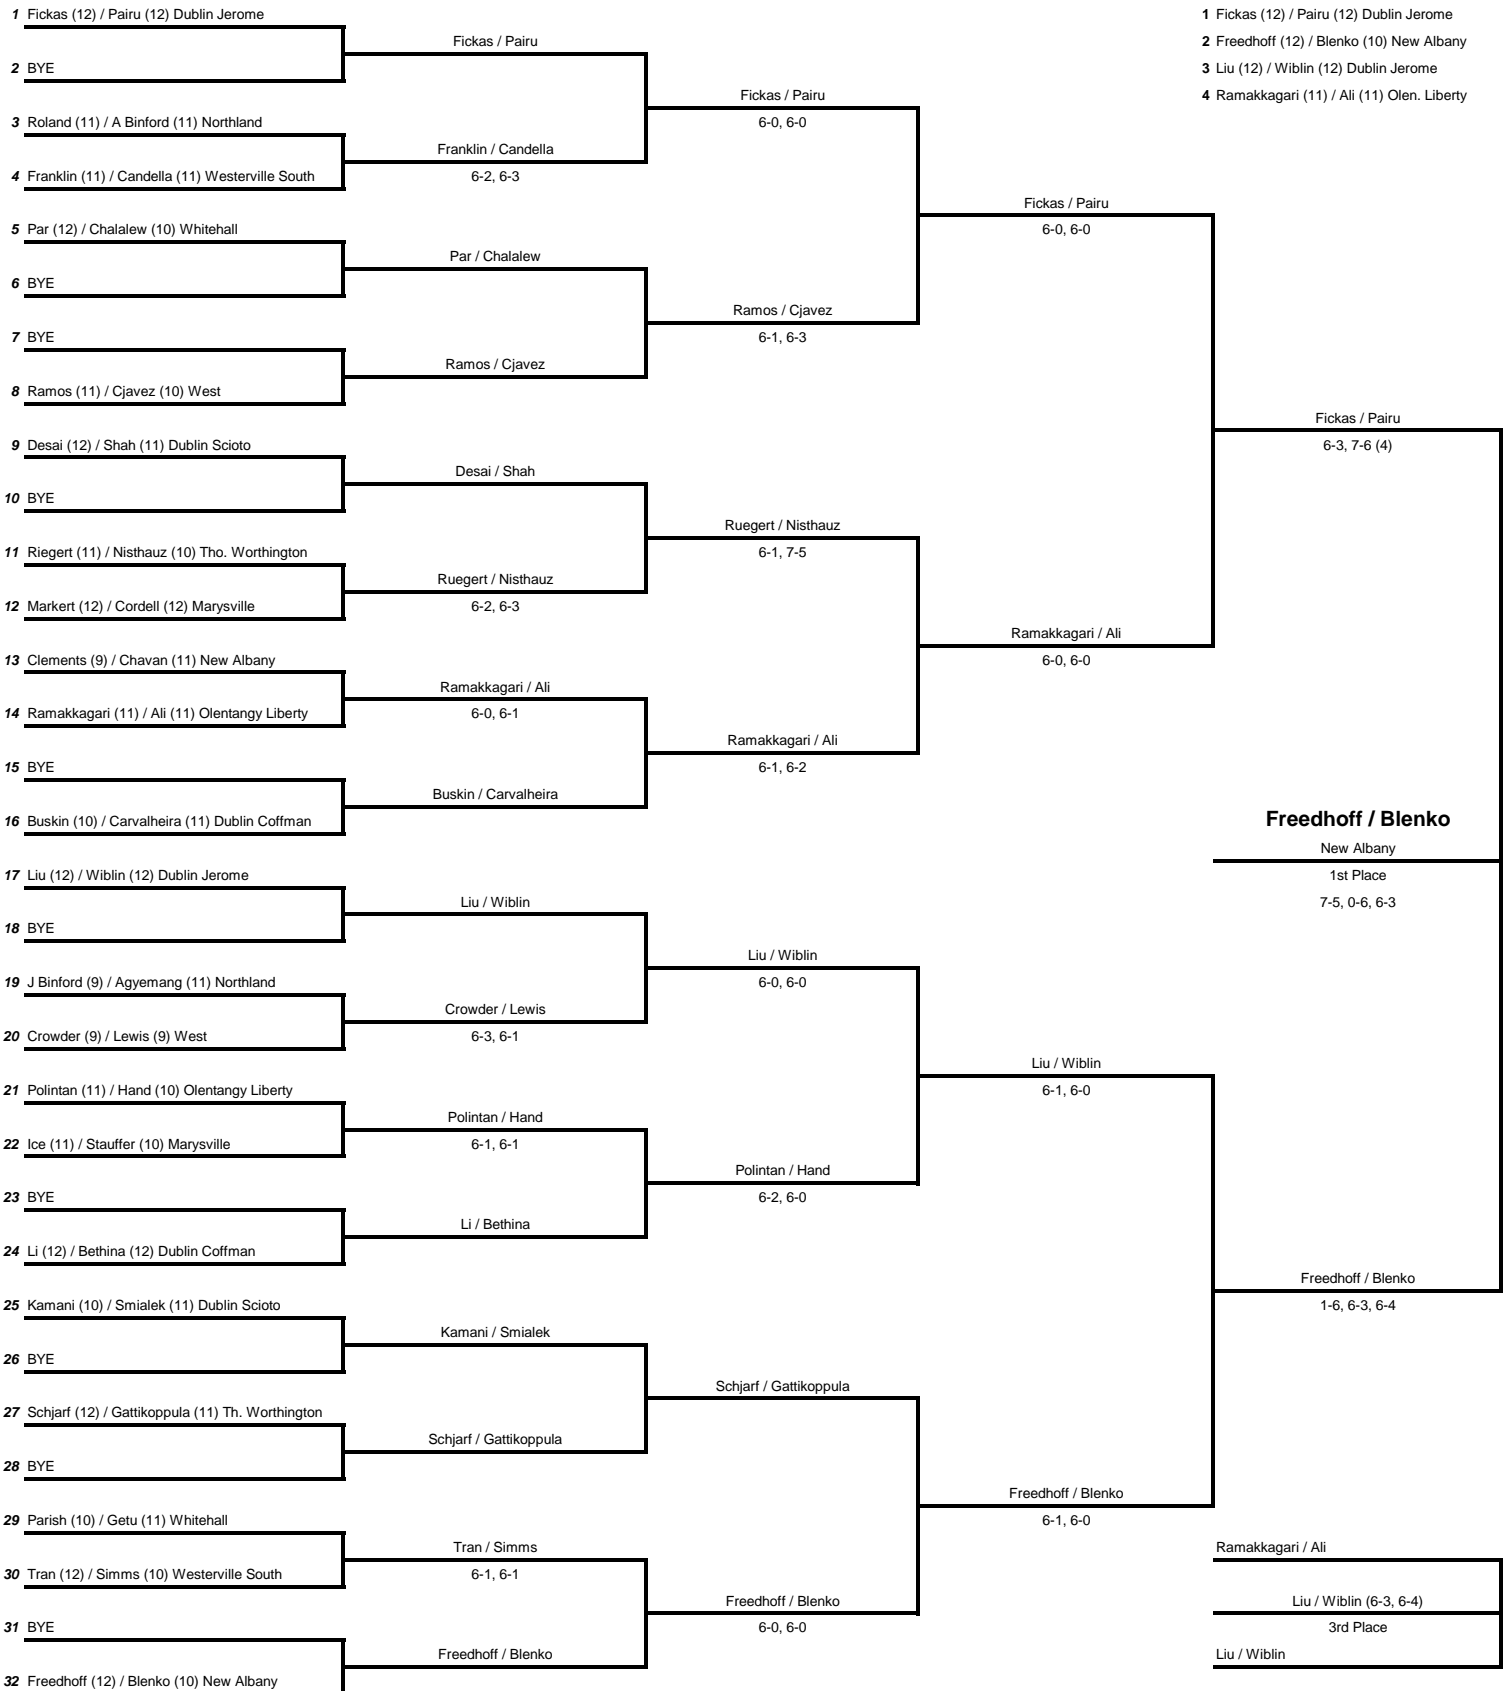 1 Fickas (12) / Pairu (12) Dublin Jerome
2 BYE
3 Roland (11) / A Binford (11) Northland
4 Franklin (11) / Candella (11) Westerville South
5 Par (12) / Chalalew (10) Whitehall
6 BYE
7 BYE
8 Ramos (11) / Cjavez (10) West
9 Desai (12) / Shah (11) Dublin Scioto
10 BYE
11 Riegert (11) / Nisthauz (10) Tho. Worthington
12 Markert (12) / Cordell (12) Marysville
13 Clements (9) / Chavan (11) New Albany
14 Ramakkagari (11) / Ali (11) Olentangy Liberty
15 BYE
16 Buskin (10) / Carvalheira (11) Dublin Coffman
17 Liu (12) / Wiblin (12) Dublin Jerome
18 BYE
19 J Binford (9) / Agyemang (11) Northland
20 Crowder (9) / Lewis (9) West
21 Polintan (11) / Hand (10) Olentangy Liberty
22 Ice (11) / Stauffer (10) Marysville
23 BYE
24 Li (12) / Bethina (12) Dublin Coffman
25 Kamani (10) / Smialek (11) Dublin Scioto
26 BYE
27 Schjarf (12) / Gattikoppula (11) Th. Worthington
28 BYE
29 Parish (10) / Getu (11) Whitehall
30 Tran (12) / Simms (10) Westerville South
31 BYE
32 Freedhoff (12) / Blenko (10) New Albany
Fickas / Pairu
Franklin / Candella
6-2, 6-3
Par / Chalalew
Ramos / Cjavez
Desai / Shah
Ruegert / Nisthauz
6-2, 6-3
Ramakkagari / Ali
6-0, 6-1
Buskin / Carvalheira
Liu / Wiblin
Crowder / Lewis
6-3, 6-1
Polintan / Hand
6-1, 6-1
Li / Bethina
Kamani / Smialek
Schjarf / Gattikoppula
Tran / Simms
6-1, 6-1
Freedhoff / Blenko
Fickas / Pairu
6-0, 6-0
Ramos / Cjavez
6-1, 6-3
Ruegert / Nisthauz
6-1, 7-5
Ramakkagari / Ali
6-1, 6-2
Liu / Wiblin
6-0, 6-0
Polintan / Hand
6-2, 6-0
Schjarf / Gattikoppula
Freedhoff / Blenko
6-0, 6-0
Fickas / Pairu
6-0, 6-0
Ramakkagari / Ali
6-0, 6-0
Liu / Wiblin
6-1, 6-0
Freedhoff / Blenko
6-1, 6-0
1 Fickas (12) / Pairu (12) Dublin Jerome
2 Freedhoff (12) / Blenko (10) New Albany
3 Liu (12) / Wiblin (12) Dublin Jerome
4 Ramakkagari (11) / Ali (11) Olen. Liberty
Fickas / Pairu
6-3, 7-6 (4)
Freedhoff / Blenko
New Albany
1st Place
7-5, 0-6, 6-3
Freedhoff / Blenko
1-6, 6-3, 6-4
Ramakkagari / Ali
Liu / Wiblin (6-3, 6-4)
3rd Place
Liu / Wiblin